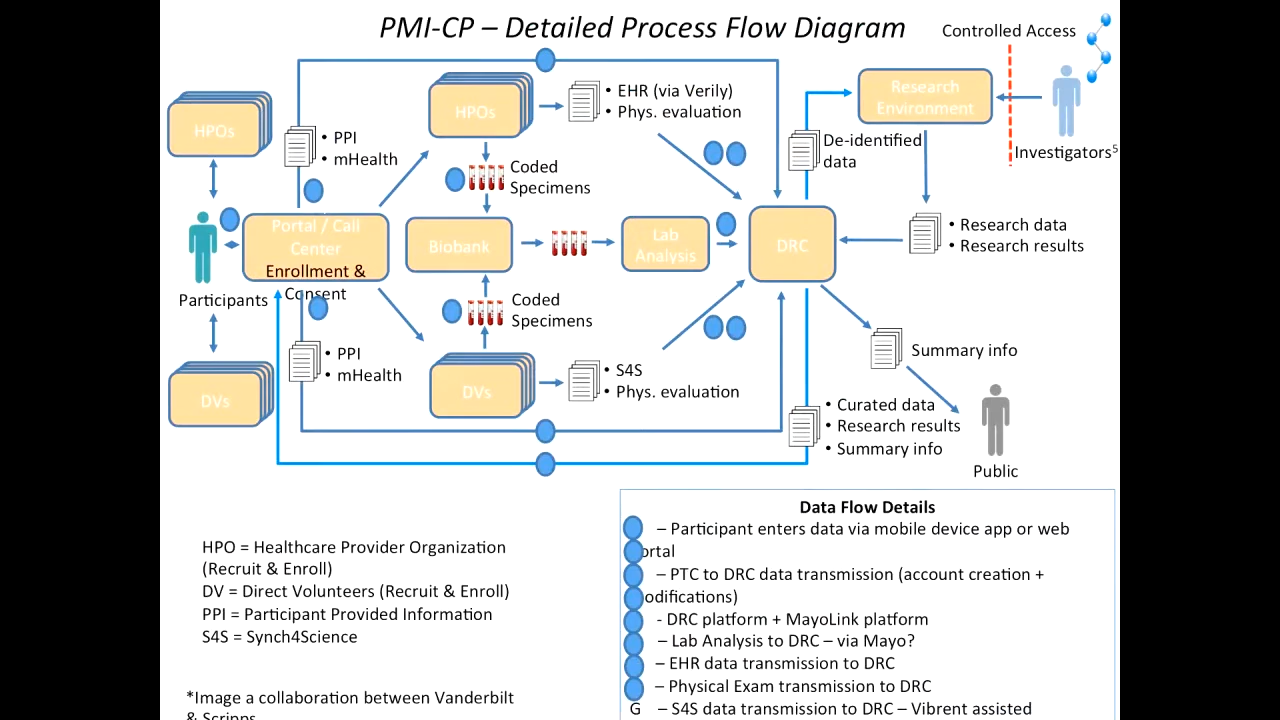 PMI-CP – Detailed Process Flow Diagram
Controlled Access
HPOs
HPOs
• EHR (via Verily)
• Phys. evaluation
Research
Environment
• PPI
• mHealth
De-identified
data
Investigators⁵
Coded
Specimens
Portal / Call
Center
Enrollment &
Consent
Biobank
Lab
Analysis
DRC
• Research data
• Research results
Participants
Coded
Specimens
• PPI
• mHealth
DVs
DVs
• S4S
• Phys. evaluation
Summary info
• Curated data
• Research results
• Summary info
Public
HPO = Healthcare Provider Organization
(Recruit & Enroll)
DV = Direct Volunteers (Recruit & Enroll)
PPI = Participant Provided Information
S4S = Synch4Science
*Image a collaboration between Vanderbilt
& Scripps
Data Flow Details
– Participant enters data via mobile device app or web
ortal
– PTC to DRC data transmission (account creation +
odifications)
- DRC platform + MayoLink platform
– Lab Analysis to DRC – via Mayo?
– EHR data transmission to DRC
– Physical Exam transmission to DRC
G – S4S data transmission to DRC – Vibrent assisted